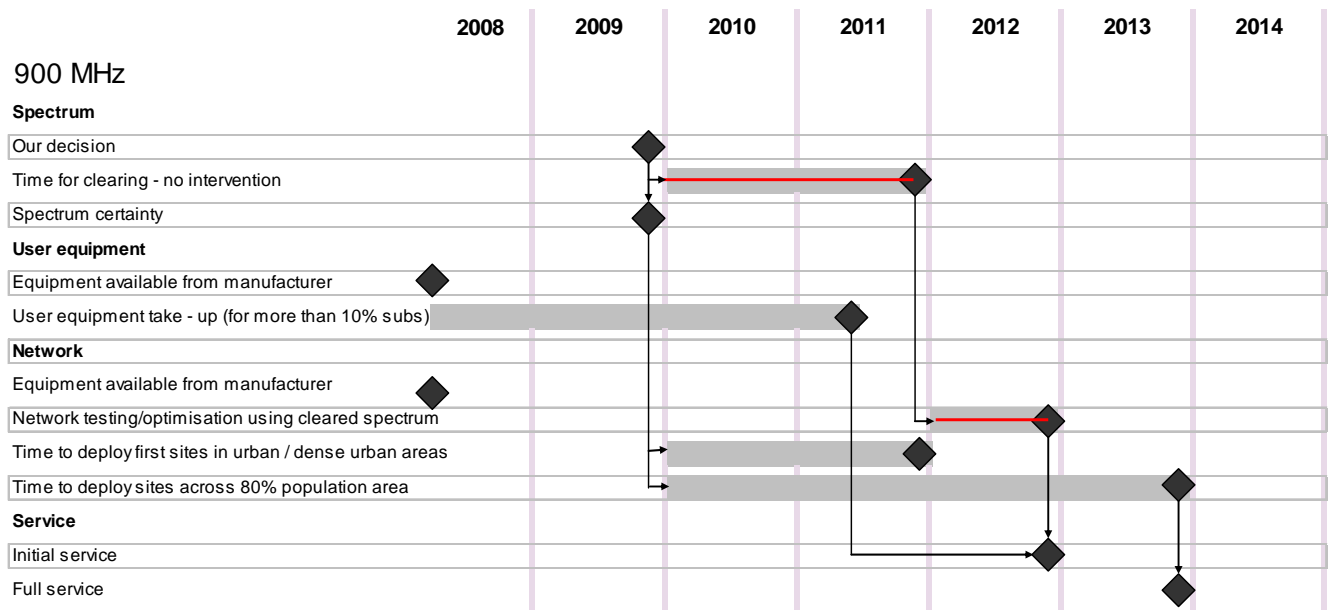 2008 2009 2010 2011 2012 2013 2014
900 MHz
Spectrum
Our decision
Time for clearing - no intervention
Spectrum certainty
User equipment
Equipment available from manufacturer
User equipment take - up (for more than 10% subs)
Network
Equipment available from manufacturer
Network testing/optimisation using cleared spectrum
Time to deploy first sites in urban / dense urban areas
Time to deploy sites across 80% population area
Service
Initial service
Full service